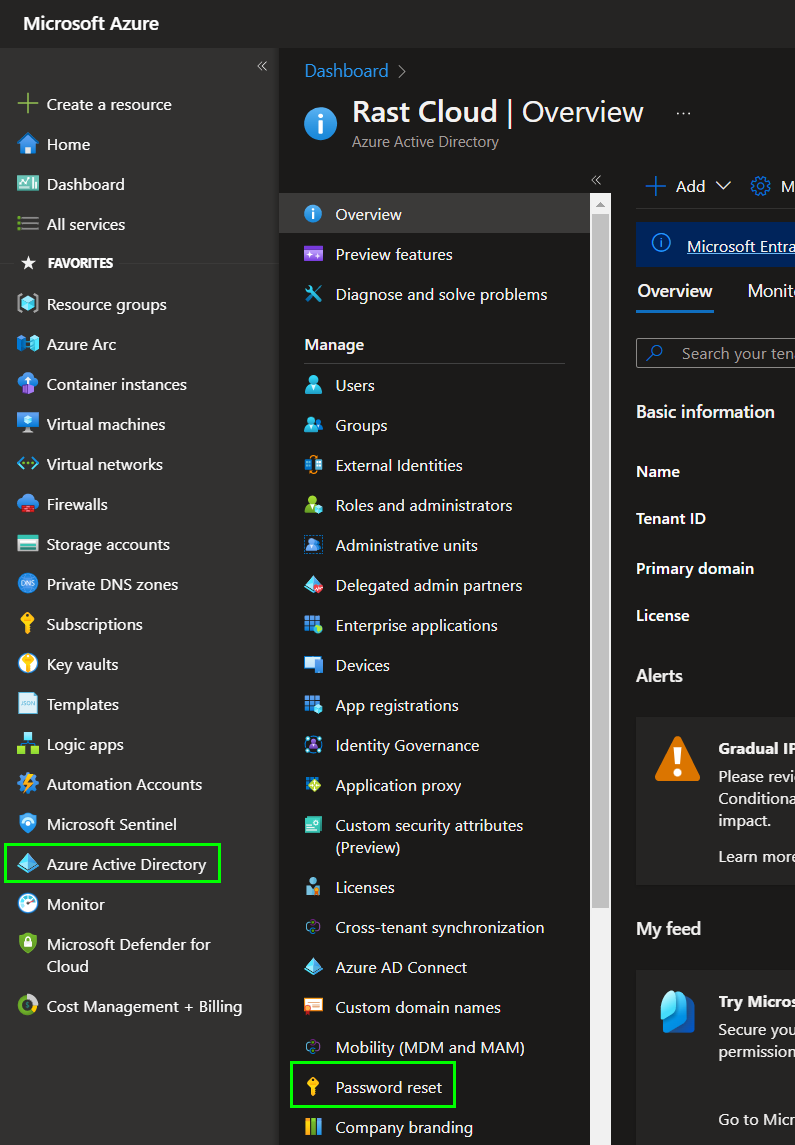 Microsoft Azure
Create a resource
Home
Dashboard
All services
FAVORITES
Resource groups
Azure Arc
Container instances
Virtual machines
Virtual networks
Firewalls
Storage accounts
DNS
Private DNS zones
Subscriptions
Key vaults
JSON
Templates
Logic apps
Automation Accounts
Microsoft Sentinel
Azure Active Directory
Monitor
Microsoft Defender for
Cloud
Cost Management + Billing
Dashboard
Rast Cloud | Overview
Azure Active Directory
Overview
Preview features
Diagnose and solve problems
Manage
Users
Groups
External Identities
Roles and administrators
Administrative units
Delegated admin partners
Enterprise applications
Devices
App registrations
Identity Governance
Application proxy
Custom security attributes
(Preview)
Licenses
Cross-tenant synchronization
Azure AD Connect
Custom domain names
Mobility (MDM and MAM)
Password reset
Company branding
Add M
Microsoft Entra
Overview Monit
Search your ten
Basic information
Name
Tenant ID
Primary domain
License
Alerts
Gradual IP
Please revi
Conditiona
impact.
Learn more
My feed
Try Micros
Secure you
permission
Go to Micr